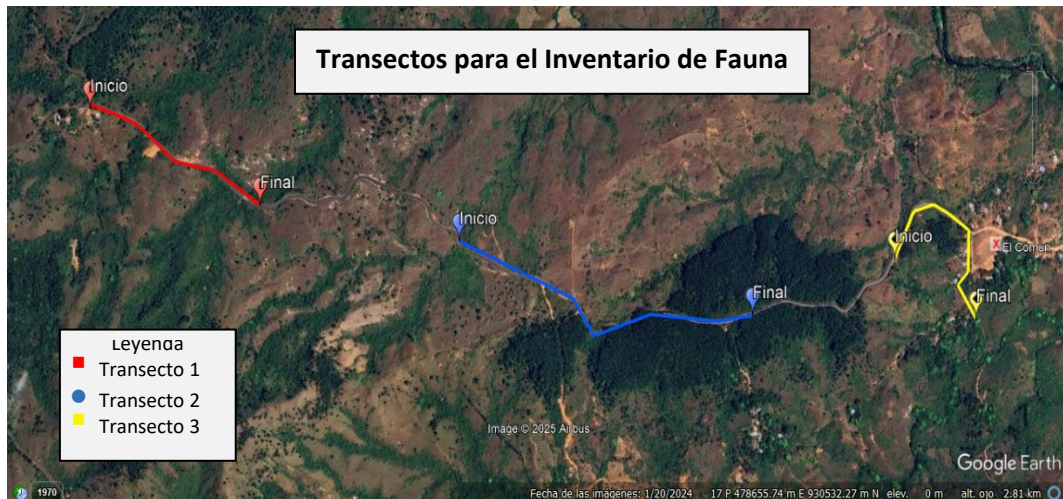 Transectos para el Inventario de Fauna
Inicio
Final
Inicio
Final
Inicio
El Comun
Final
Leyenda
Transecto 1
Transecto 2
Transecto 3
Image © 2025 Airbus
Google Earth
1970
Fecha de las imágenes: 1/20/2024 17 P 478655.74 m E 930532.27 m N elev. 0 m alt. ojo 2.81 km